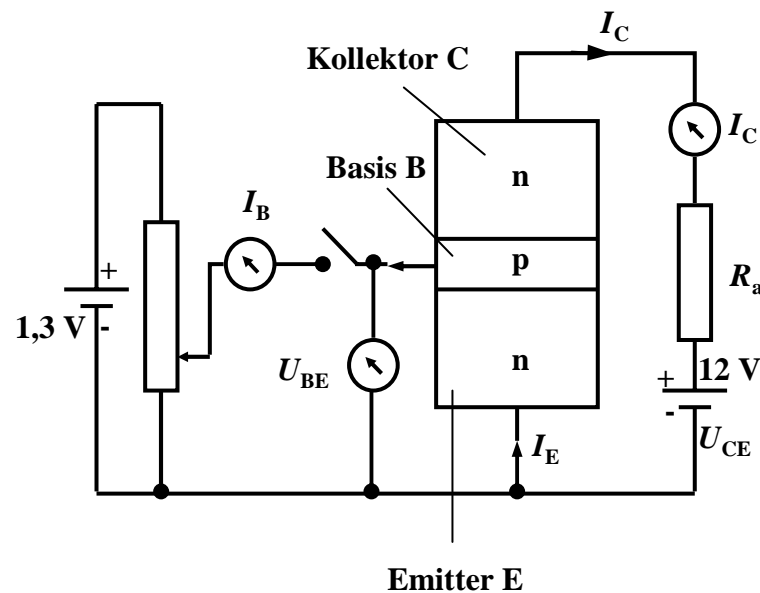 I_C
Kollektor C
I_C
Basis B
n
I_B
p
+
R_a
1,3 V
-
U_BE
n
12 V
+
-
U_CE
I_E
Emitter E